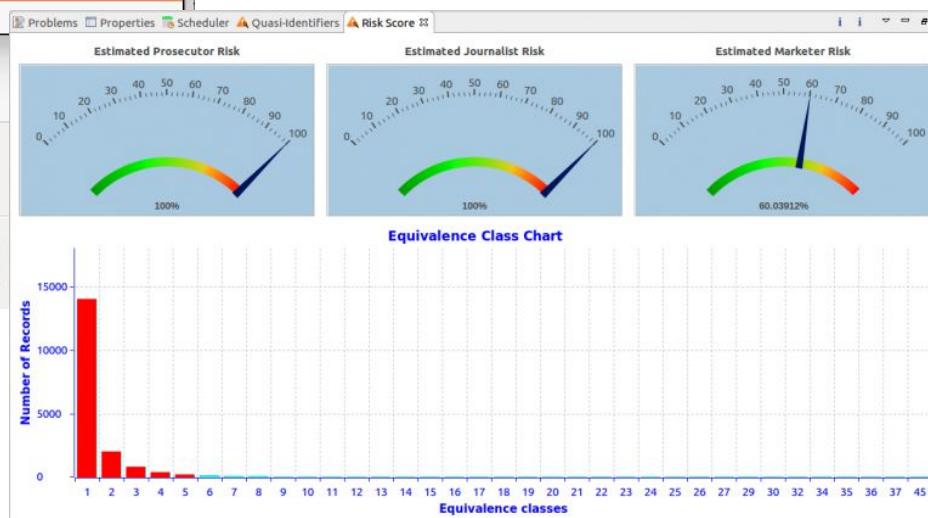 Problems Properties Scheduler Quasi-Identifiers Risk Score
Estimated Prosecutor Risk
0 10 20 30 40 50 60 70 80 90 100
100%
Estimated Journalist Risk
0 10 20 30 40 50 60 70 80 90 100
100%
Estimated Marketer Risk
0 10 20 30 40 50 60 70 80 90 100
60.03912%
Equivalence Class Chart
Number of Records
15000
10000
5000
0
1 2 3 4 5 6 7 8 9 10 11 12 13 14 15 16 17 18 19 20 21 22 23 24 25 26 27 29 30 32 34 35 36 37 45
Equivalence classes